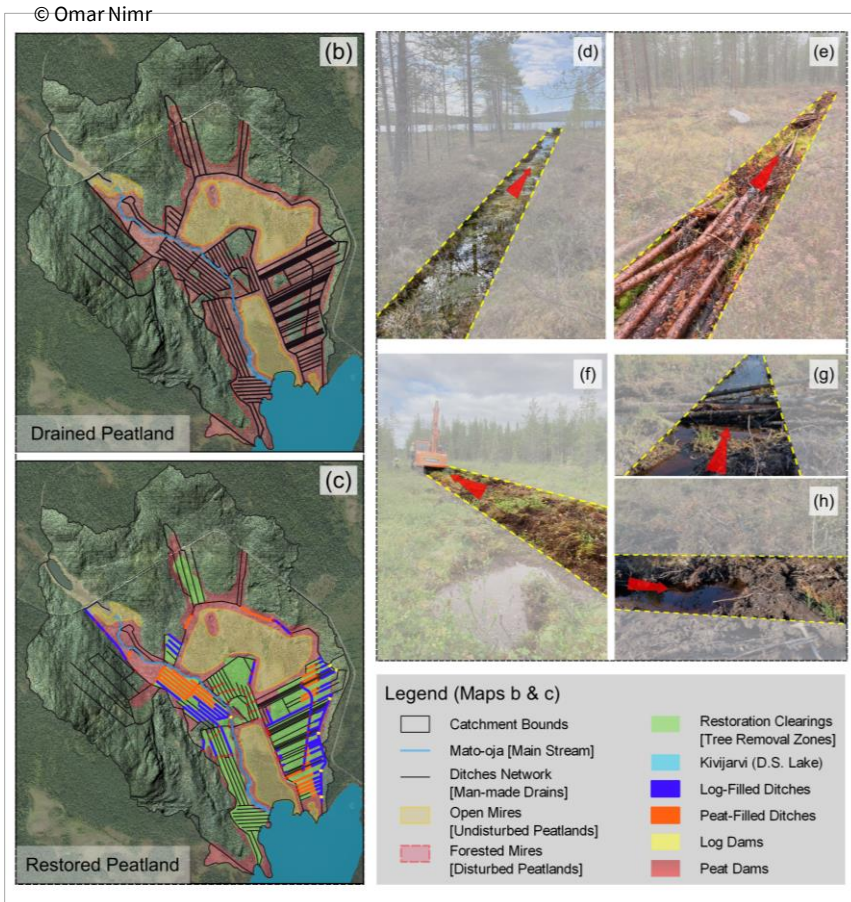 © Omar Nimr
(b)
Drained Peatland
(c)
Restored Peatland
(d)
(e)
(f)
(g)
(h)
Legend (Maps b & c)
Catchment Bounds
Mato-oja [Main Stream]
Ditches Network
[Man-made Drains]
Open Mires
[Undisturbed Peatlands]
Forested Mires
[Disturbed Peatlands]
Restoration Clearings
[Tree Removal Zones]
Kivijarvi (D.S. Lake)
Log-Filled Ditches
Peat-Filled Ditches
Log Dams
Peat Dams